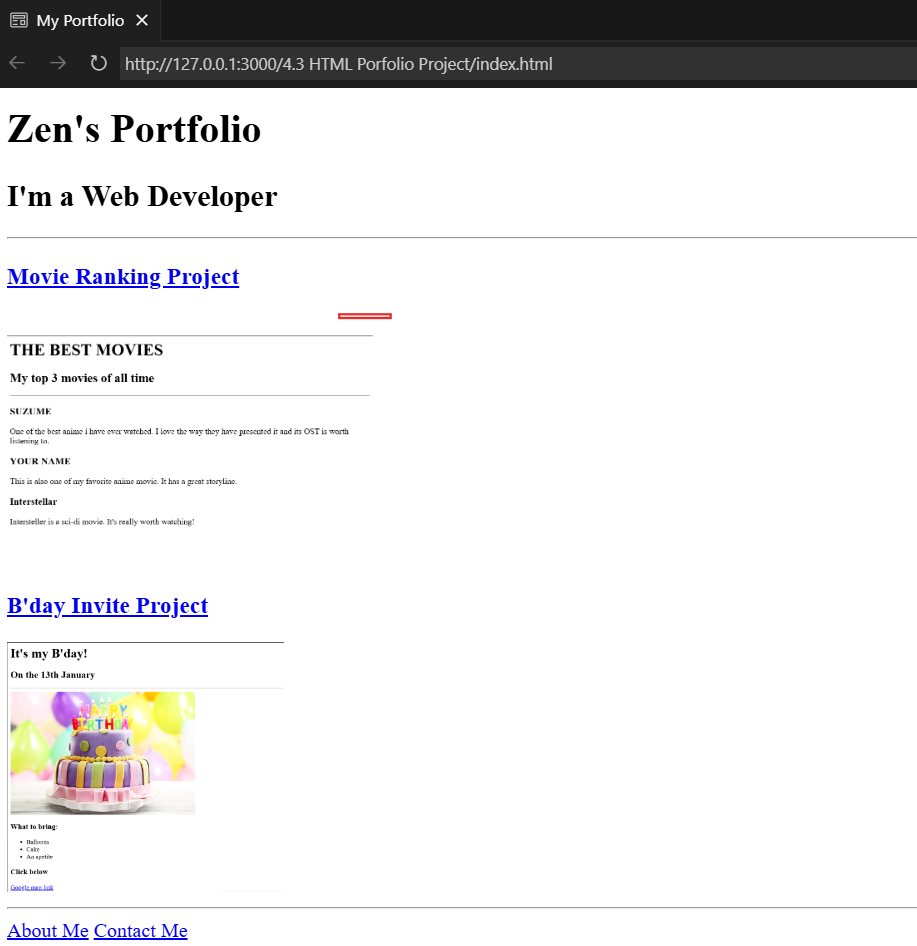 My Portfolio
http://127.0.0.1:3000/4.3 HTML Porfolio Project/index.html
Zen's Portfolio
I'm a Web Developer
Movie Ranking Project
THE BEST MOVIES
My top 3 movies of all time
SUZUME
One of the best anime i have ever watched. I love the way they have presented it and its OST is worth
listening to.
YOUR NAME
This is also one of my favorite anime movie. It has a great storyline.
Interstellar
Intersteller is a sci-di movie. It's really worth watching!
B'day Invite Project
It's my B'day!
On the 13th January
HAPPY
BIRTHDAY
What to bring:
Balloons
Cake
An apetite
Click below
Google map link
About Me Contact Me